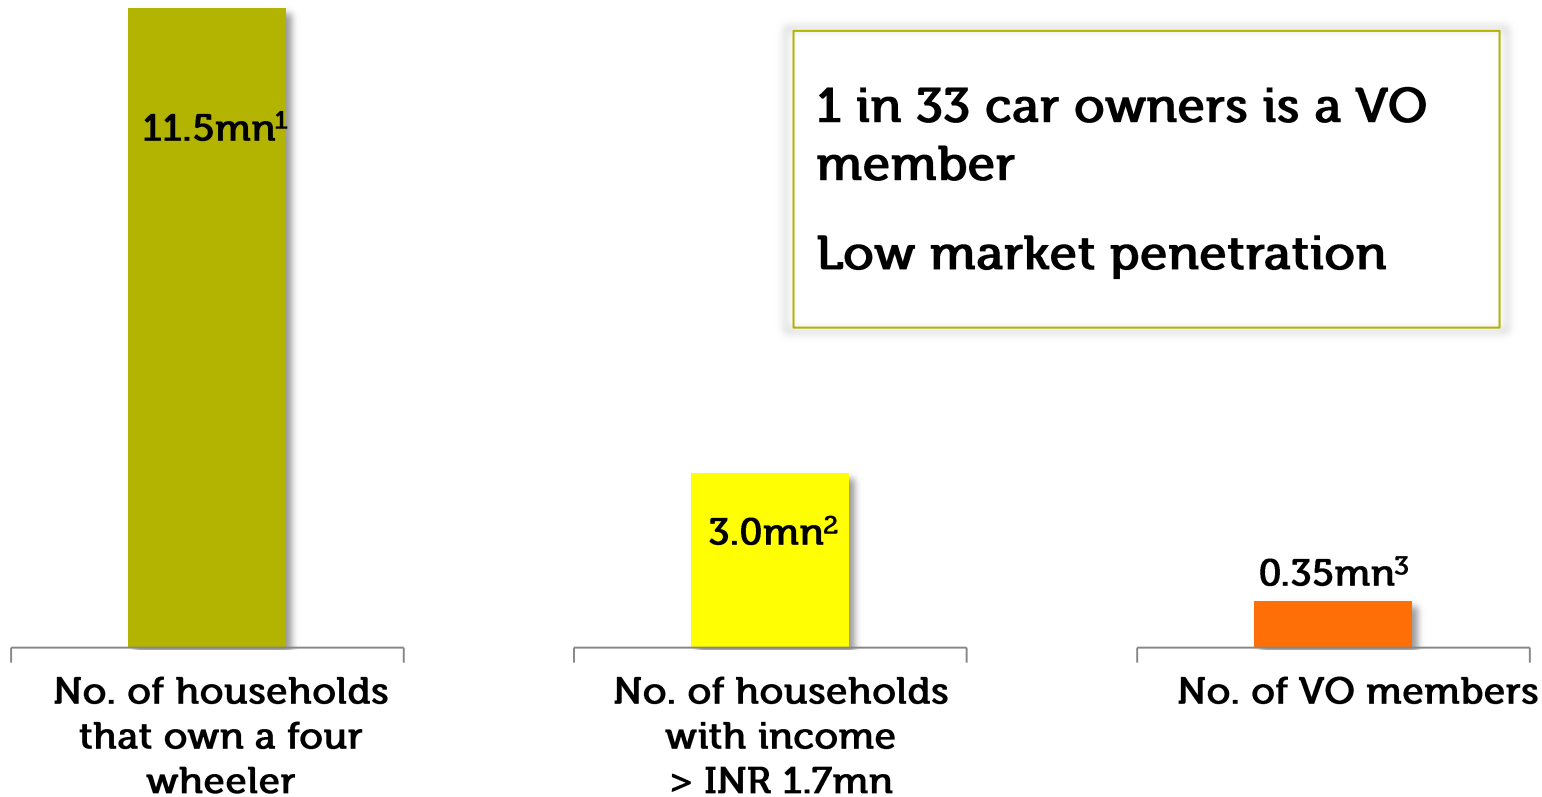 11.5mn¹
1 in 33 car owners is a VO
member
Low market penetration
3.0mn²
0.35mn³
No. of households
that own a four
wheeler
No. of households
with income
> INR 1.7mn
No. of VO members